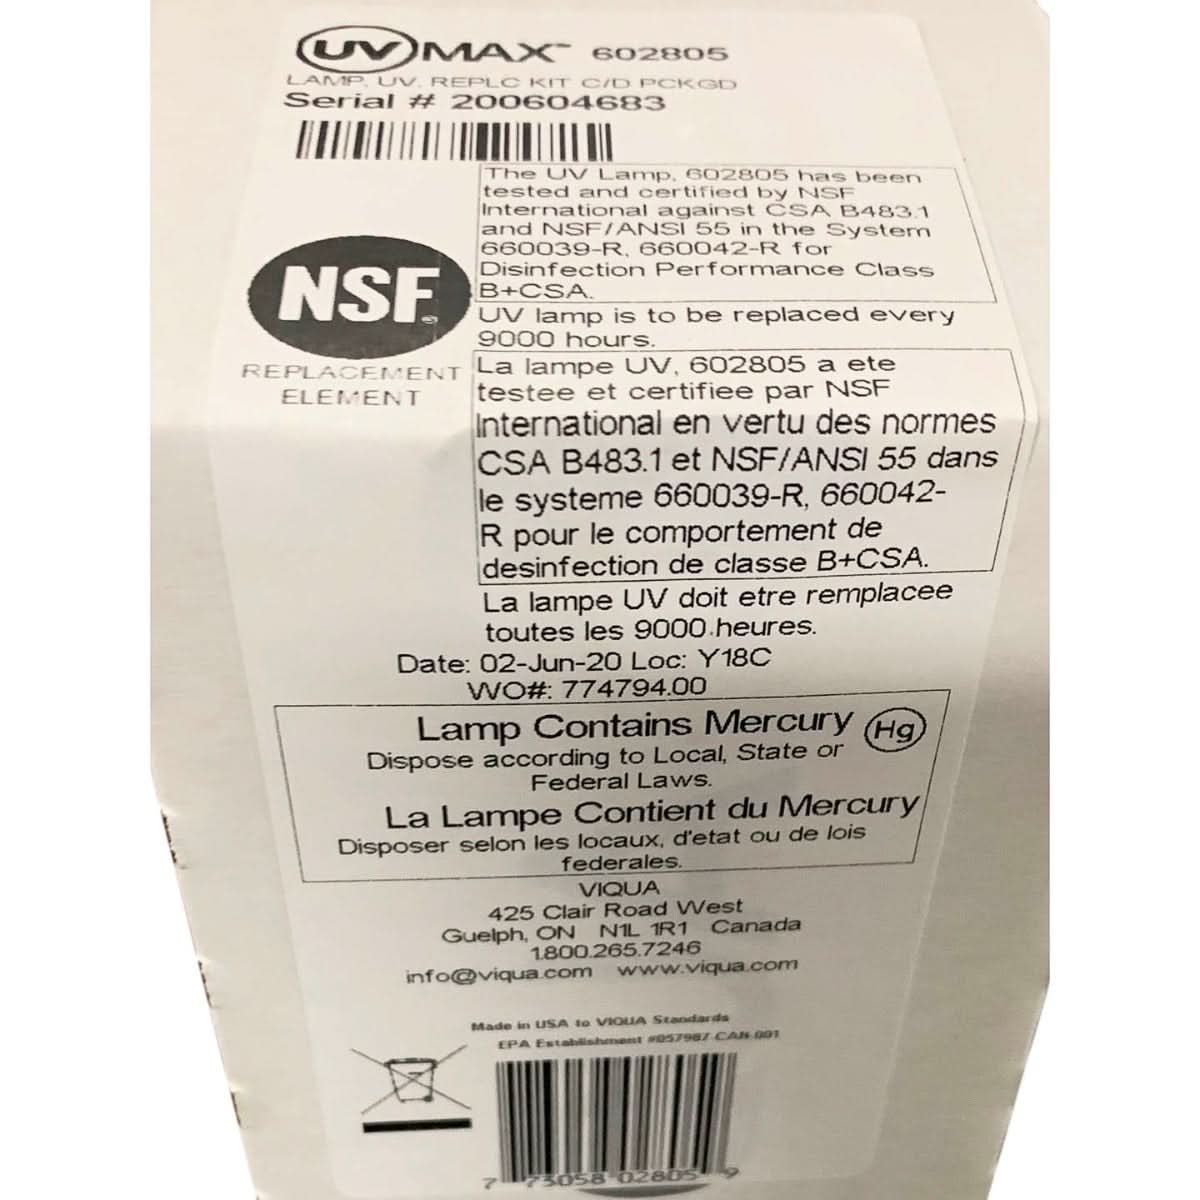 UVMAX™ 602805
LAMP, UV, REPLC KIT C/D PCKGD
Serial # 200604683
The UV Lamp, 602805 has been
tested and certified by NSF
International against CSA B483.1
and NSF/ANSI 55 in the System
660039-R, 660042-R for
Disinfection Performance Class
B+CSA.
UV lamp is to be replaced every
9000 hours.
NSF®
REPLACEMENT
ELEMENT
La lampe UV, 602805 a ete
testee et certifiee par NSF
International en vertu des normes
CSA B483.1 et NSF/ANSI 55 dans
le systeme 660039-R, 660042-
R pour le comportement de
desinfection de classe B+CSA.
La lampe UV doit etre remplacee
toutes les 9000 heures.
Date: 02-Jun-20 Loc: Y18C
WO#: 774794.00
Lamp Contains Mercury Hg
Dispose according to Local, State or
Federal Laws.
La Lampe Contient du Mercury
Disposer selon les locaux, d'etat ou de lois
federales.
VIQUA
425 Clair Road West
Guelph, ON N1L 1R1 Canada
1.800.265.7246
info@viqua.com www.viqua.com
Made in USA to VIQUA Standards
EPA Establishment #057987-CAN-001
7 73058 02805 9